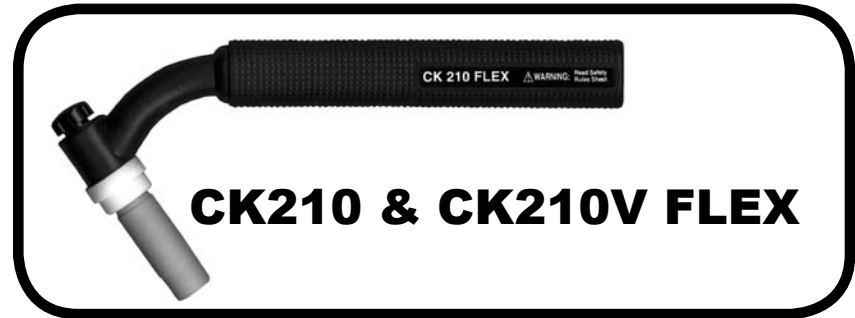 CK 210 FLEX
⚠ WARNING: Read Safety
Rules Sheet
CK210 & CK210V FLEX